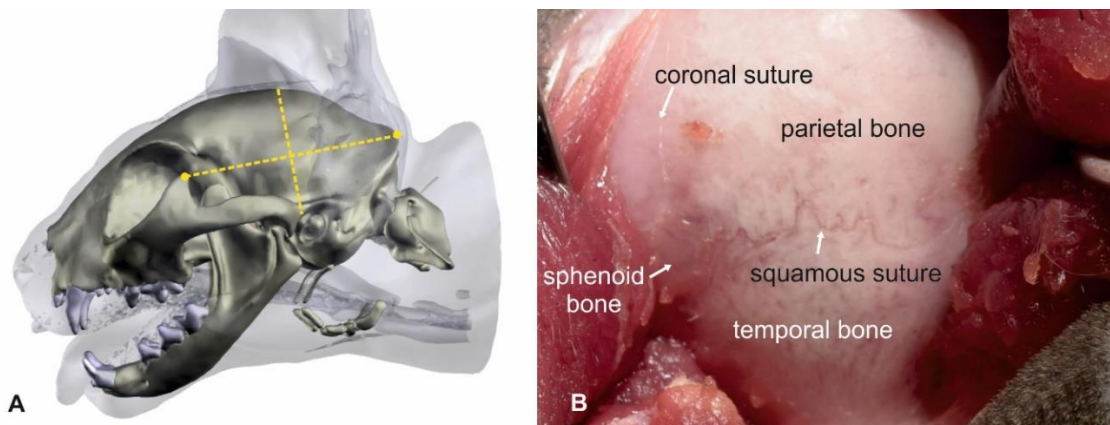 coronal suture
parietal bone
sphenoid
bone
squamous suture
temporal bone
A
B